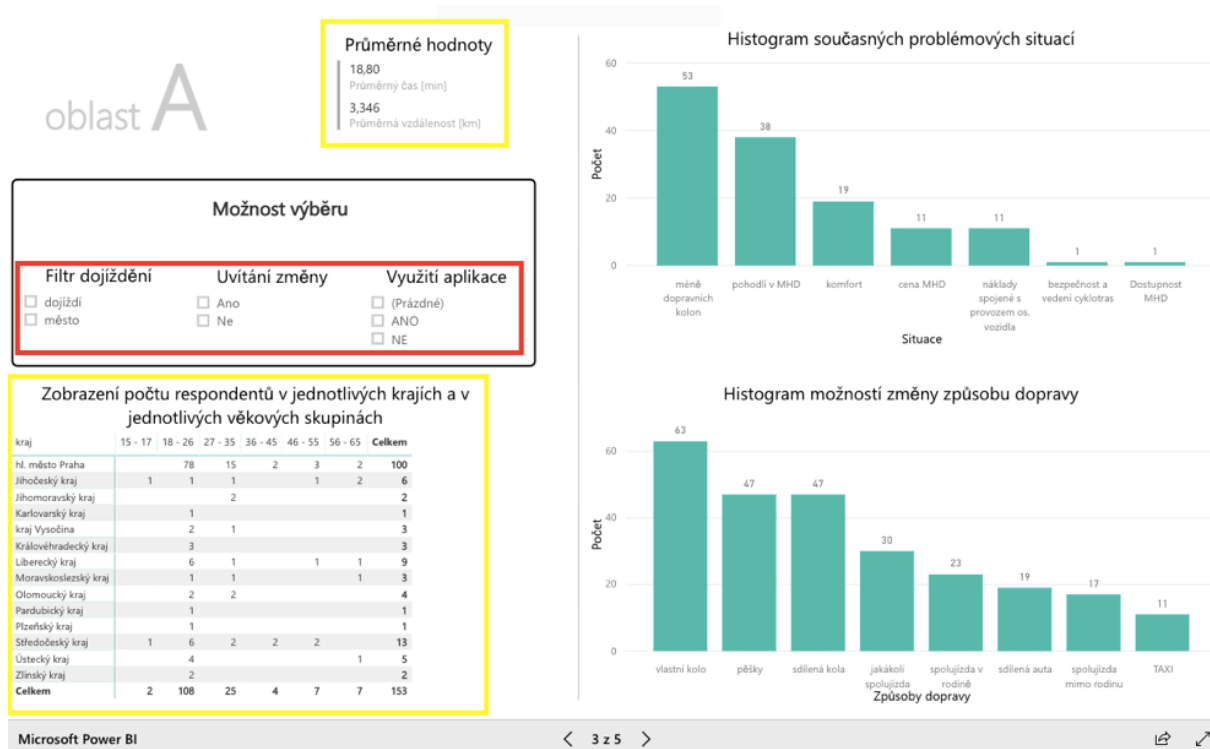 oblast A
Průměrné hodnoty
18,80
Průměrný čas [min]
3,346
Průměrná vzdálenost [km]
Možnost výběru
Filtr dojíždění
dojíždí
město
Uvítání změny
Ano
Ne
Využití aplikace
(Prázdné)
ANO
NE
Zobrazení počtu respondentů v jednotlivých krajích a v
jednotlivých věkových skupinách
kraj 15 - 17 18 - 26 27 - 35 36 - 45 46 - 55 56 - 65 Celkem
hl. město Praha 78 15 2 3 2 100
Jihočeský kraj 1 1 1 1 2 6
Jihomoravský kraj 2 2
Karlovarský kraj 1 1
kraj Vysočina 2 1 3
Královéhradecký kraj 3 3
Liberecký kraj 6 1 1 1 9
Moravskoslezský kraj 1 1 1 3
Olomoucký kraj 2 2 4
Pardubický kraj 1 1
Plzeňský kraj 1 1
Středočeský kraj 1 6 2 2 2 13
Ústecký kraj 4 1 5
Zlínský kraj 2 2
Celkem 2 108 25 4 7 7 153
Histogram současných problémových situací
Počet
60
40
20
0
53
38
19
11
11
1
1
méně
dopravních
kolon
pohodlí v MHD
komfort
cena MHD
náklady
spojené s
provozem os.
vozidla
bezpečnost a
vedení cyklotras
Dostupnost
MHD
Situace
Histogram možností změny způsobu dopravy
Počet
60
40
20
0
63
47
47
30
23
19
17
11
vlastní kolo
pěšky
sdílená kola
jakákoli
spolujízda
spolujízda v
rodině
sdílená auta
spolujízda
mimo rodinu
TAXI
Způsoby dopravy
Microsoft Power BI
3 z 5